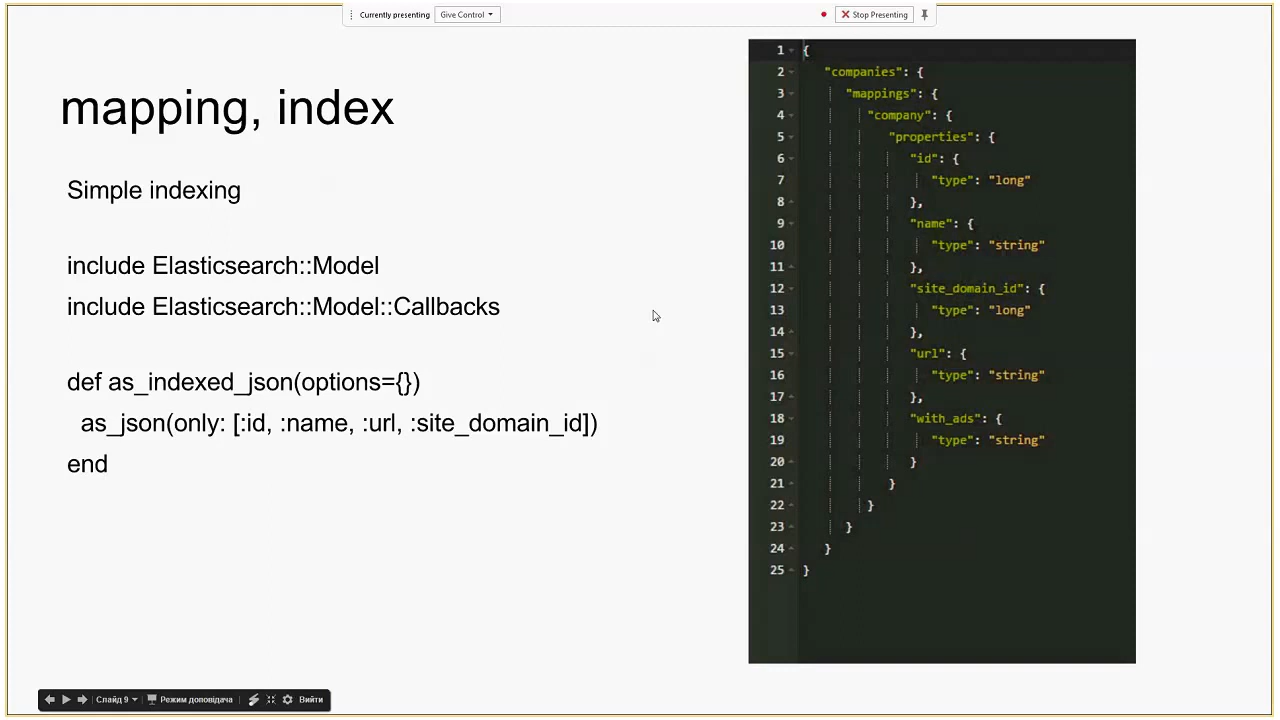 Currently presenting
Give Control
Stop Presenting
mapping, index
Simple indexing
include Elasticsearch::Model
include Elasticsearch::Model::Callbacks
def as_indexed_json(options={})
as_json(only: [:id, :name, :url, :site_domain_id])
end
1 {
2 "companies": {
3 "mappings": {
4 "company": {
5 "properties": {
6 "id": {
7 "type": "long"
8 },
9 "name": {
10 "type": "string"
11 },
12 "site_domain_id": {
13 "type": "long"
14 },
15 "url": {
16 "type": "string"
17 },
18 "with_ads": {
19 "type": "string"
20 }
21 }
22 }
23 }
24 }
25 }
Слайд 9
Режим доповідача
Вийти